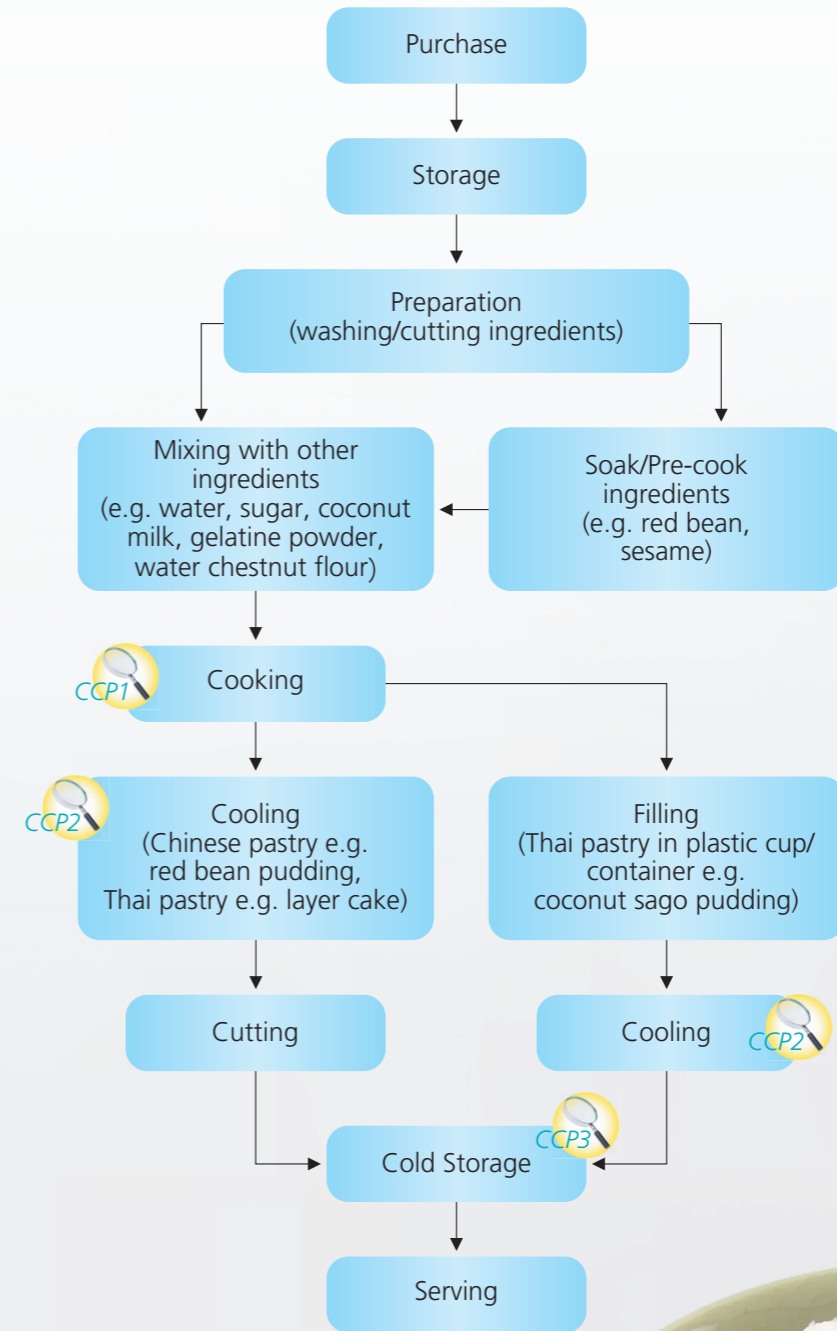 Purchase
Storage
Preparation
(washing/cutting ingredients)
Mixing with other
ingredients
(e.g. water, sugar, coconut
milk, gelatine powder,
water chestnut flour)
Soak/Pre-cook
ingredients
(e.g. red bean,
sesame)
CCP1
Cooking
CCP2
Cooling
(Chinese pastry e.g.
red bean pudding,
Thai pastry e.g. layer cake)
Filling
(Thai pastry in plastic cup/
container e.g.
coconut sago pudding)
Cutting
Cooling
CCP2
CCP3
Cold Storage
Serving